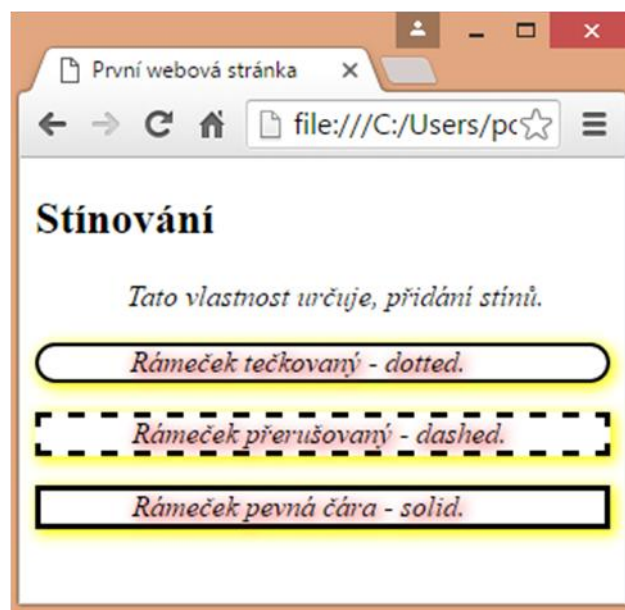 První webová stránka
file:///C:/Users/pc
Stínování
Tato vlastnost určuje, přidání stínů.
Rámeček tečkovaný - dotted.
Rámeček přerušovaný - dashed.
Rámeček pevná čára - solid.